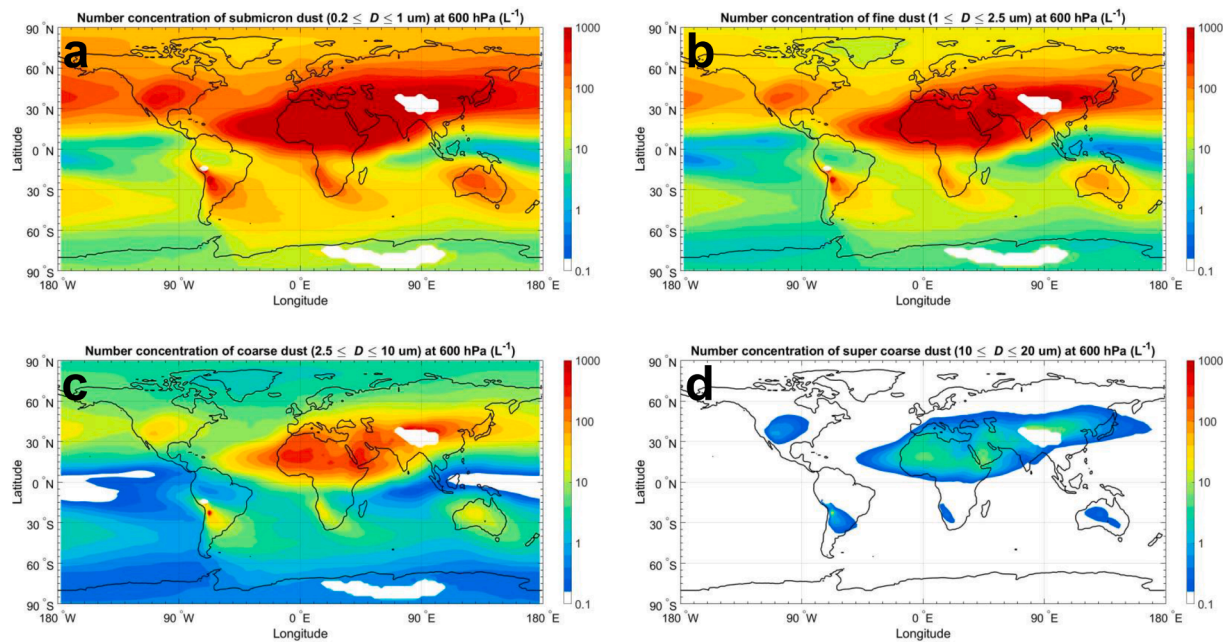 Number concentration of submicron dust (0.2 ≤ D ≤ 1 um) at 600 hPa (L⁻¹)
a
90 °N
60 °N
30 °N
0 °N
30 °S
60 °S
90 °S
Latitude
180 °W
90 °W
0 °E
90 °E
180 °E
Longitude
1000
100
10
1
0.1
Number concentration of fine dust (1 ≤ D ≤ 2.5 um) at 600 hPa (L⁻¹)
b
90 °N
60 °N
30 °N
0 °N
30 °S
60 °S
90 °S
Latitude
180 °W
90 °W
0 °E
90 °E
180 °E
Longitude
1000
100
10
1
0.1
Number concentration of coarse dust (2.5 ≤ D ≤ 10 um) at 600 hPa (L⁻¹)
c
90 °N
60 °N
30 °N
0 °N
30 °S
60 °S
90 °S
Latitude
180 °W
90 °W
0 °E
90 °E
180 °E
Longitude
1000
100
10
1
0.1
Number concentration of super coarse dust (10 ≤ D ≤ 20 um) at 600 hPa (L⁻¹)
d
90 °N
60 °N
30 °N
0 °N
30 °S
60 °S
90 °S
Latitude
180 °W
90 °W
0 °E
90 °E
180 °E
Longitude
1000
100
10
1
0.1